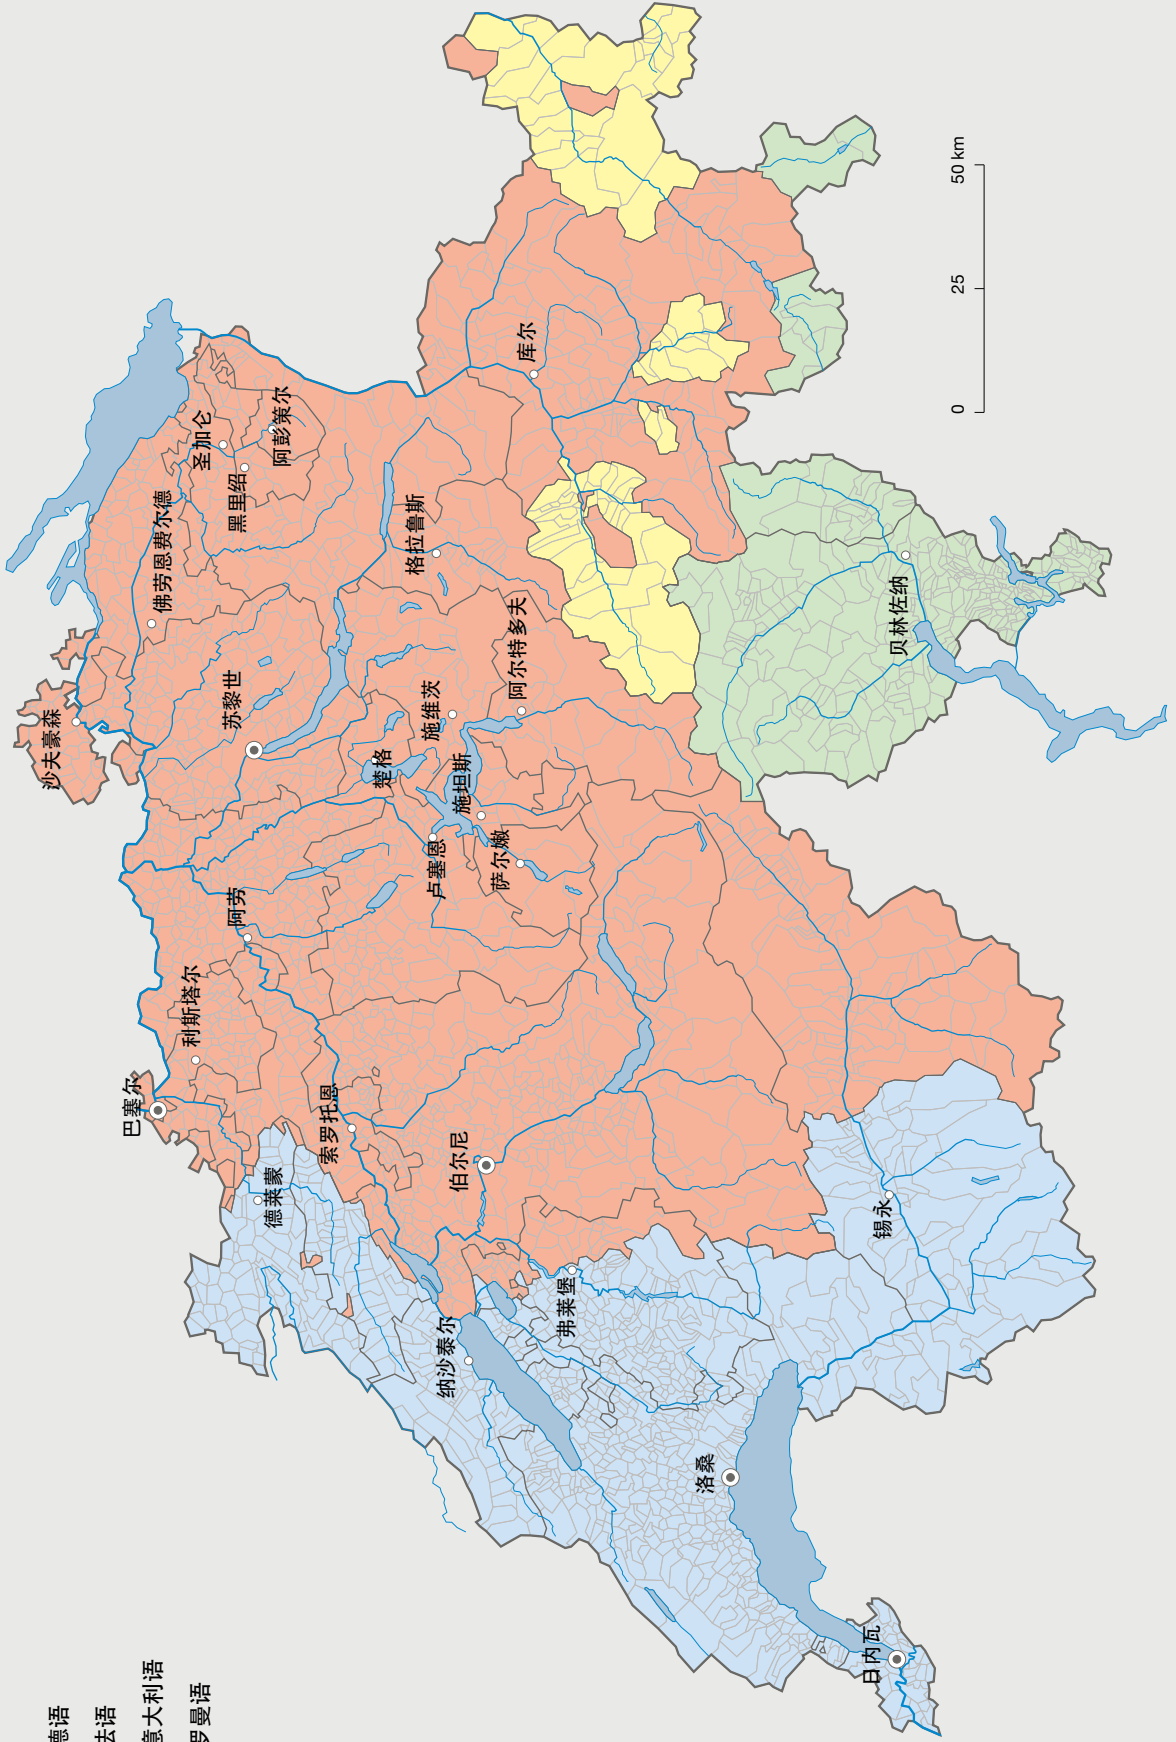 德语
法语
意大利语
罗曼语
沙夫豪森
巴塞尔
佛劳恩费尔德
利斯塔尔
圣加仑
黑里绍
阿彭策尔
苏黎世
阿劳
德莱蒙
索罗托恩
楚格
施维茨
格拉鲁斯
卢塞恩
施坦斯
萨尔嫩
阿尔特多夫
库尔
伯尔尼
纳沙泰尔
弗莱堡
洛桑
锡永
贝林佐纳
日内瓦
0 25 50 km